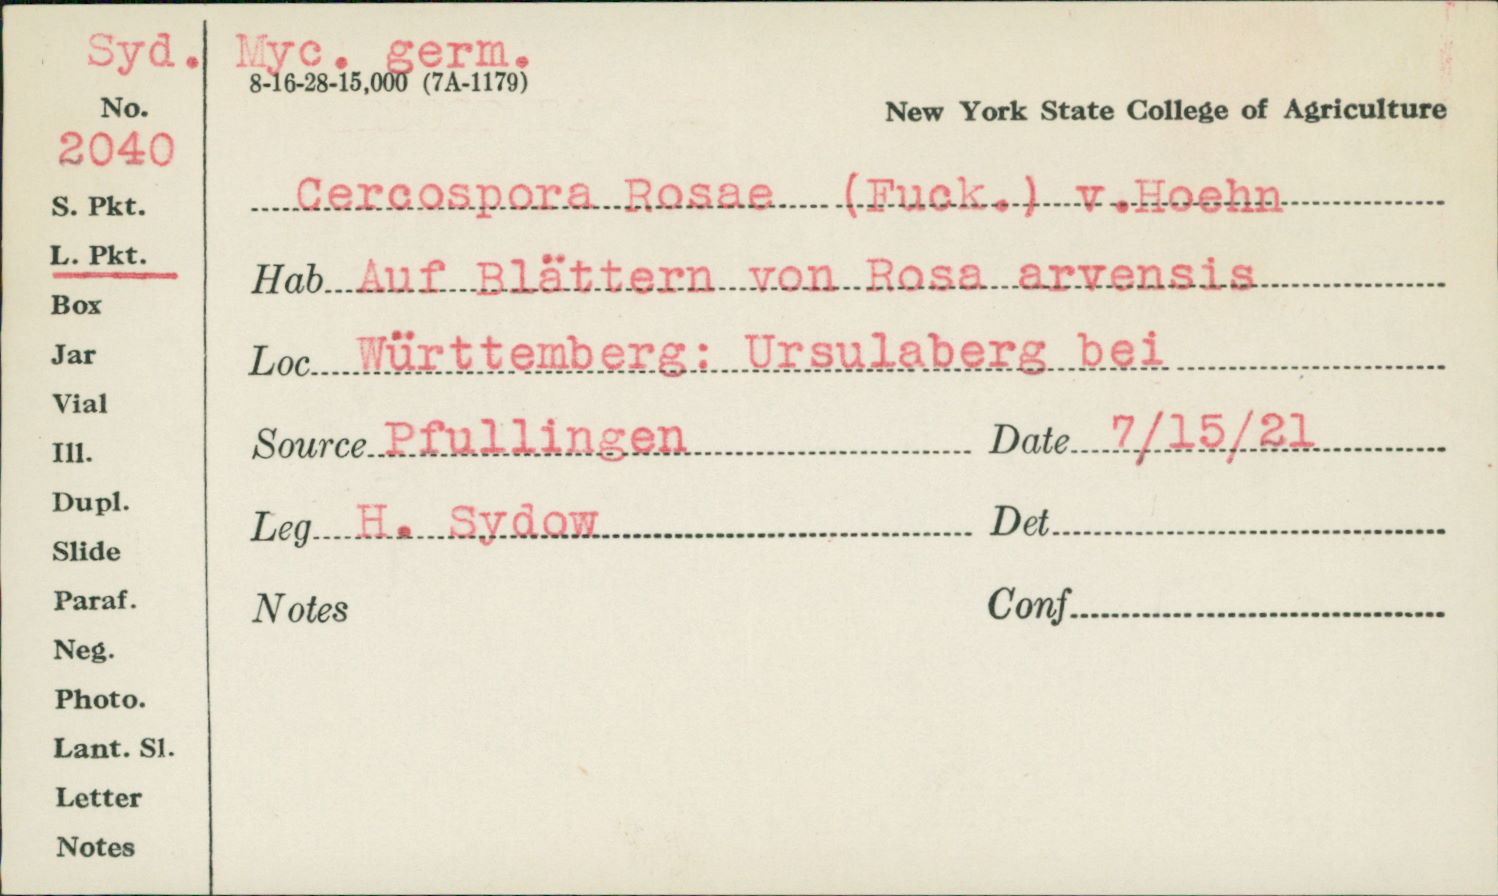 Syd. Myc. germ.
8-16-28-15,000 (7A-1179)
No.
2040
New York State College of Agriculture
Cercospora Rosae (Fuck.) v.Hoehn
S. Pkt.
L. Pkt.
Box
Jar
Vial
Ill.
Dupl.
Slide
Paraf.
Neg.
Photo.
Lant. Sl.
Letter
Notes
Hab Auf Blättern von Rosa arvensis
Loc Württemberg: Ursulaberg bei
Source Pfullingen Date 7/15/21
Leg H. Sydow Det
Notes Conf